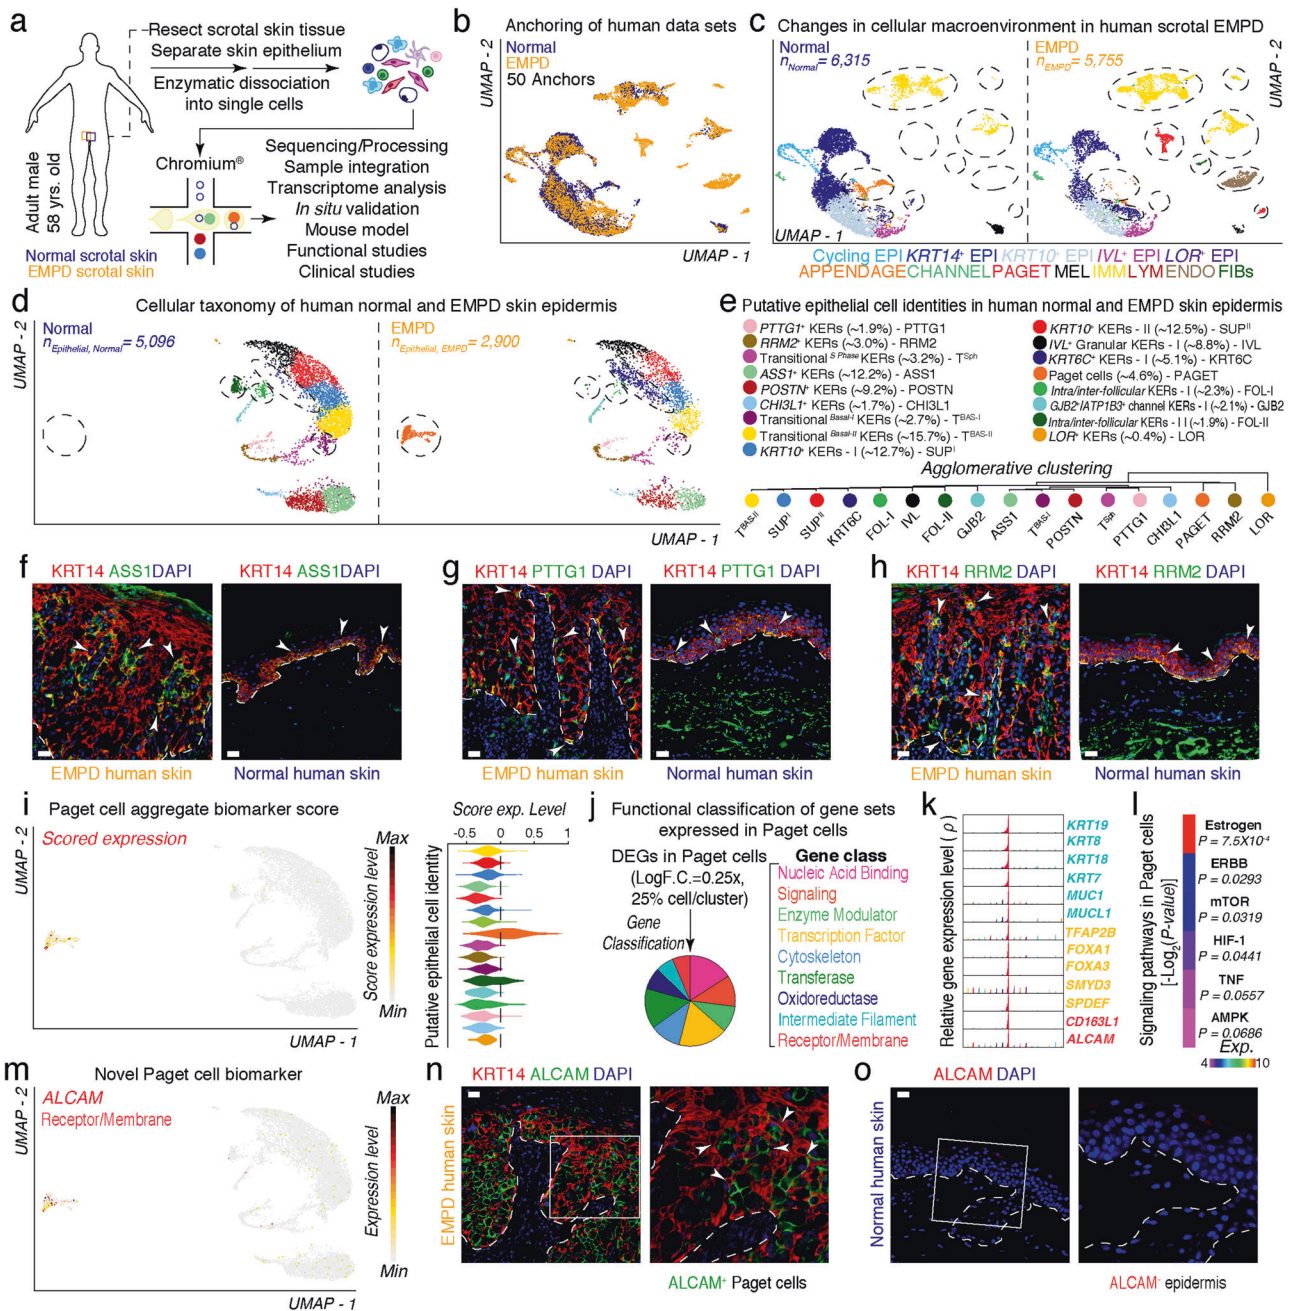 a
Resect scrotal skin tissue
Separate skin epithelium
Enzymatic dissociation
into single cells
Adult male
58 yrs. old
Chromium®
Sequencing/Processing
Sample integration
Transcriptome analysis
In situ validation
Mouse model
Functional studies
Clinical studies
Normal scrotal skin
EMPD scrotal skin
b
Anchoring of human data sets
Normal
EMPD
50 Anchors
UMAP - 2
UMAP - 1
c
Changes in cellular macroenvironment in human scrotal EMPD
Normal
nNormal= 6,315
EMPD
nEMPD= 5,755
UMAP - 2
UMAP - 1
Cycling EPI KRT14+ EPI KRT10+ EPI IVL+ EPI LOR+ EPI
APPENDAGE CHANNEL PAGET MEL IMM LYM ENDO FIBs
d
Cellular taxonomy of human normal and EMPD skin epidermis
Normal
nEpithelial, Normal= 5,096
EMPD
nEpithelial, EMPD= 2,900
UMAP - 2
UMAP - 1
e
Putative epithelial cell identities in human normal and EMPD skin epidermis
PTTG1+ KERs (~1.9%) - PTTG1
RRM2+ KERs (~3.0%) - RRM2
Transitional S Phase KERs (~3.2%) - TSph
ASS1+ KERs (~12.2%) - ASS1
POSTN+ KERs (~9.2%) - POSTN
CHI3L1+ KERs (~1.7%) - CHI3L1
Transitional Basal-I KERs (~2.7%) - TBAS-I
Transitional Basal-II KERs (~15.7%) - TBAS-II
KRT10+ KERs - I (~12.7%) - SUPI
KRT10+ KERs - II (~12.5%) - SUPII
IVL+ Granular KERs - I (~8.8%) - IVL
KRT6C+ KERs - I (~5.1%) - KRT6C
Paget cells (~4.6%) - PAGET
Intra/inter-follicular KERs - I (~2.3%) - FOL-I
GJB2+/ATP1B3+ channel KERs - I (~2.1%) - GJB2
Intra/inter-follicular KERs - I I (~1.9%) - FOL-II
LOR+ KERs (~0.4%) - LOR
Agglomerative clustering
TBAS-II
SUPI
SUPII
KRT6C
FOL-I
IVL
FOL-II
GJB2
ASS1
TBAS-I
POSTN
TSph
PTTG1
CHI3L1
PAGET
RRM2
LOR
f
KRT14 ASS1 DAPI
KRT14 ASS1 DAPI
EMPD human skin
Normal human skin
g
KRT14 PTTG1 DAPI
KRT14 PTTG1 DAPI
EMPD human skin
Normal human skin
h
KRT14 RRM2 DAPI
KRT14 RRM2 DAPI
EMPD human skin
Normal human skin
i
Paget cell aggregate biomarker score
Scored expression
UMAP - 2
UMAP - 1
Max
Score expression level
Min
Score exp. Level
-0.5
0
0.5
1
Putative epithelial cell identity
j
Functional classification of gene sets
expressed in Paget cells
DEGs in Paget cells
(LogF.C.=0.25x,
25% cell/cluster)
Gene
Classification
Gene class
Nucleic Acid Binding
Signaling
Enzyme Modulator
Transcription Factor
Cytoskeleton
Transferase
Oxidoreductase
Intermediate Filament
Receptor/Membrane
k
Relative gene expression level ( ρ )
KRT19
KRT8
KRT18
KRT7
MUC1
MUCL1
TFAP2B
FOXA1
FOXA3
SMYD3
SPDEF
CD163L1
ALCAM
l
Signaling pathways in Paget cells
[-Log2(P-value)]
Estrogen
P = 7.5X10-4
ERBB
P = 0.0293
mTOR
P = 0.0319
HIF-1
P = 0.0441
TNF
P = 0.0557
AMPK
P = 0.0686
Exp.
4
10
m
Novel Paget cell biomarker
ALCAM
Receptor/Membrane
UMAP - 2
UMAP - 1
Max
Expression level
Min
n
KRT14 ALCAM DAPI
EMPD human skin
ALCAM+ Paget cells
o
ALCAM DAPI
Normal human skin
ALCAM- epidermis